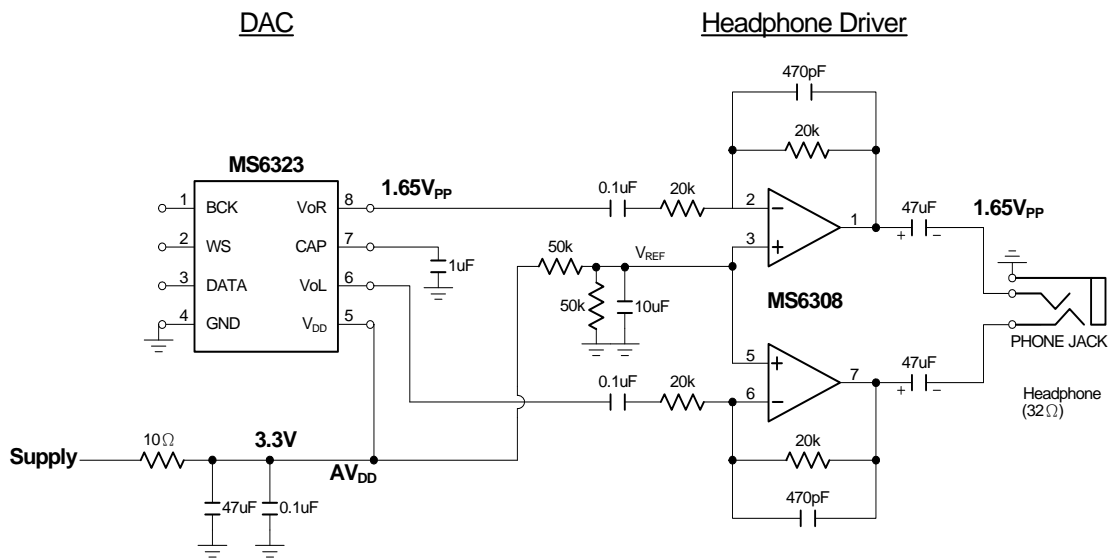 DAC
Headphone Driver
470pF
20k
MS6323
1.65VPP
1 BCK VoR 8
2 WS CAP 7
3 DATA VoL 6
4 GND VDD 5
1uF
0.1uF
20k
2
−
3
+
1
47uF
+ −
1.65VPP
50k
VREF
50k
10uF
MS6308
PHONE JACK
5
+
6
−
7
47uF
+ −
0.1uF
20k
Headphone
(32Ω)
20k
470pF
Supply
10Ω
3.3V
AVDD
47uF
0.1uF